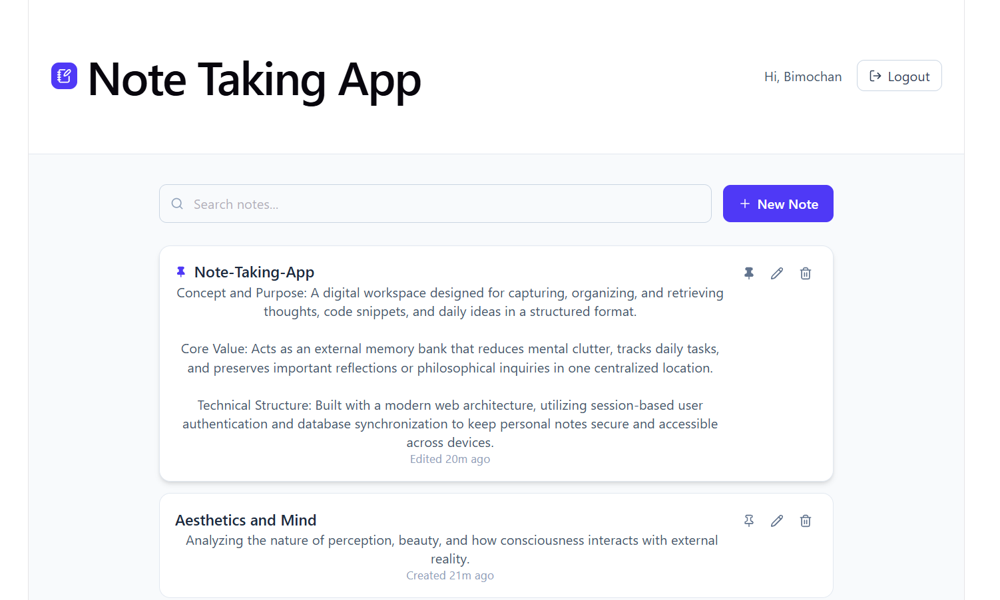 Note Taking App
Hi, Bimochan
Logout
Search notes...
New Note
Note-Taking-App
Concept and Purpose: A digital workspace designed for capturing, organizing, and retrieving
thoughts, code snippets, and daily ideas in a structured format.
Core Value: Acts as an external memory bank that reduces mental clutter, tracks daily tasks,
and preserves important reflections or philosophical inquiries in one centralized location.
Technical Structure: Built with a modern web architecture, utilizing session-based user
authentication and database synchronization to keep personal notes secure and accessible
across devices.
Edited 20m ago
Aesthetics and Mind
Analyzing the nature of perception, beauty, and how consciousness interacts with external
reality.
Created 21m ago